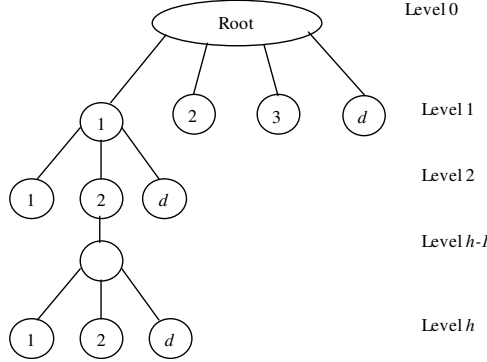 Level 0
Root
1 2 3 d Level 1
1 2 d Level 2
Level h-1
1 2 d Level h